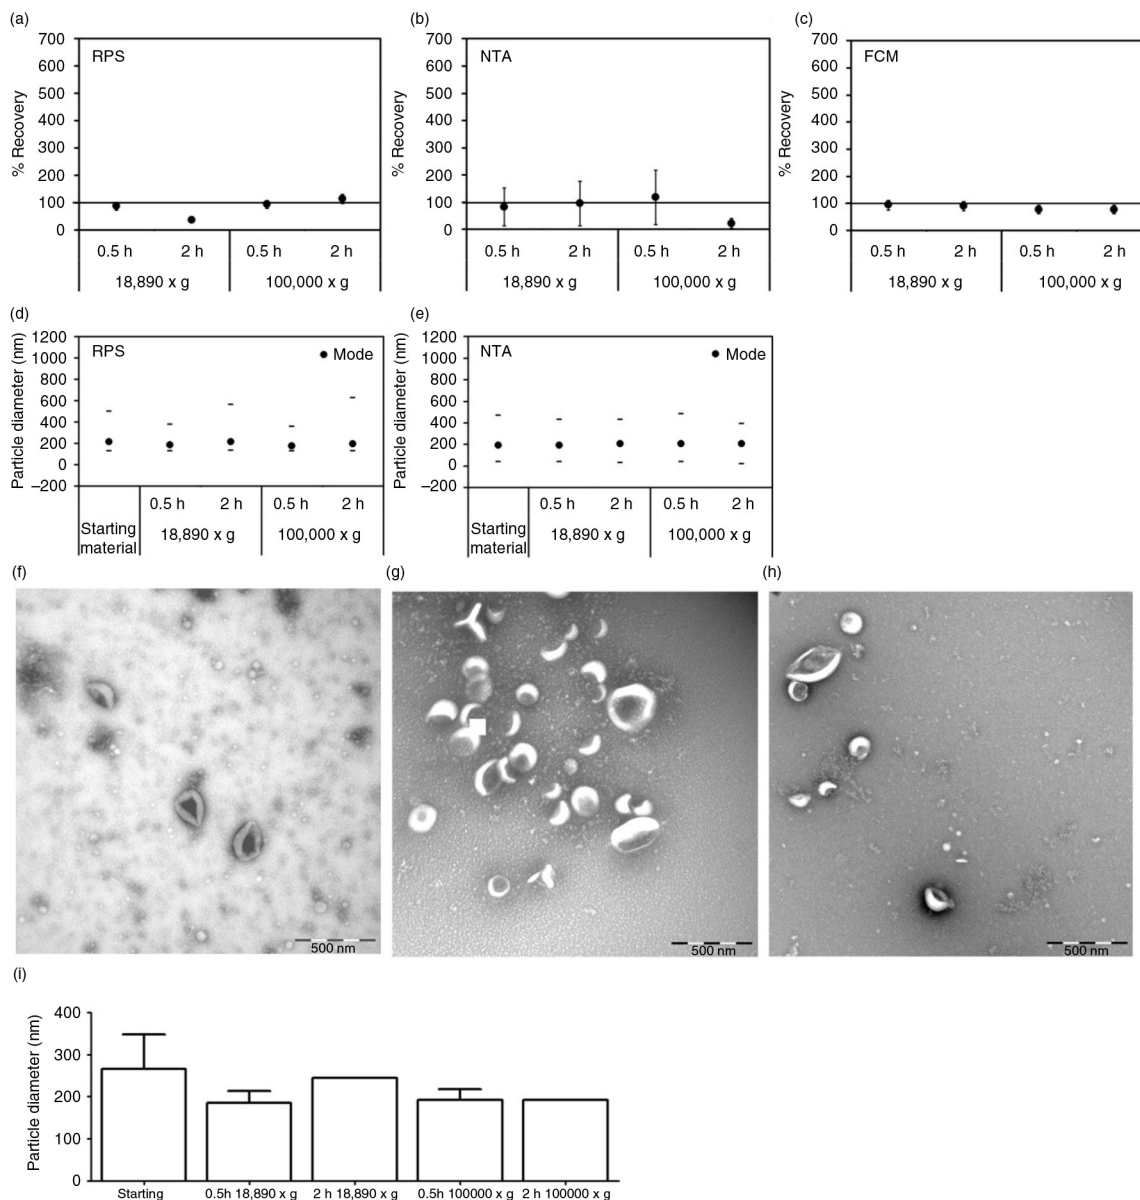 (a)
RPS
% Recovery
700
600
500
400
300
200
100
0
0.5 h 2 h 0.5 h 2 h
18,890 x g 100,000 x g
(b)
NTA
% Recovery
700
600
500
400
300
200
100
0
0.5 h 2 h 0.5 h 2 h
18,890 x g 100,000 x g
(c)
FCM
% Recovery
700
600
500
400
300
200
100
0
0.5 h 2 h 0.5 h 2 h
18,890 x g 100,000 x g
(d)
RPS
Mode
Particle diameter (nm)
1200
1000
800
600
400
200
0
–200
0.5 h 2 h 0.5 h 2 h
Starting material
18,890 x g 100,000 x g
(e)
NTA
Mode
Particle diameter (nm)
1200
1000
800
600
400
200
0
–200
0.5 h 2 h 0.5 h 2 h
Starting material
18,890 x g 100,000 x g
(f)
500 nm
(g)
500 nm
(h)
500 nm
(i)
Particle diameter (nm)
400
300
200
100
0
Starting 0.5h 18,890 x g 2 h 18,890 x g 0.5h 100000 x g 2 h 100000 x g